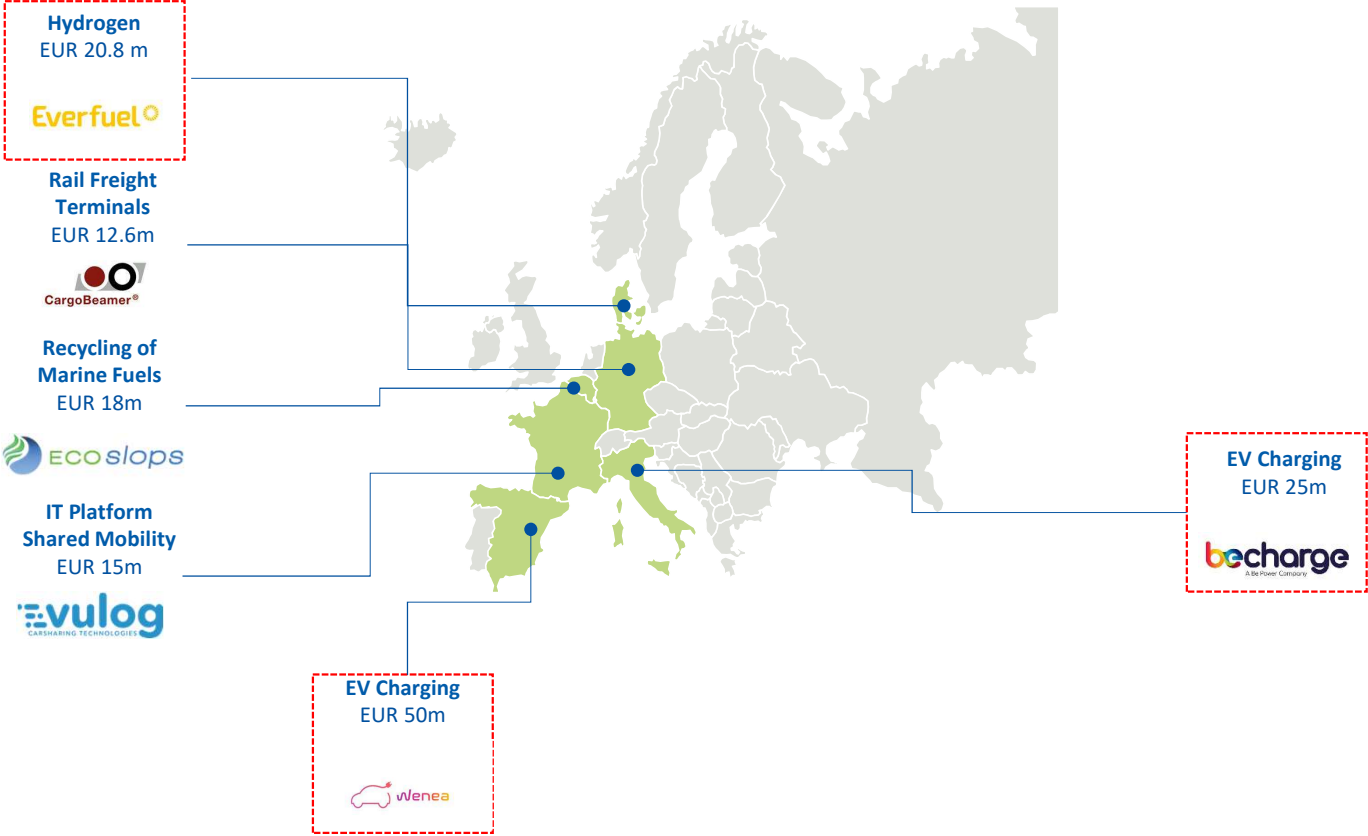 Hydrogen
EUR 20.8 m
Everfuel
Rail Freight
Terminals
EUR 12.6m
CargoBeamer®
Recycling of
Marine Fuels
EUR 18m
ECOslops
IT Platform
Shared Mobility
EUR 15m
vulog
CARSHARING TECHNOLOGIES
EV Charging
EUR 50m
wenea
EV Charging
EUR 25m
becharge
A Be Power Company